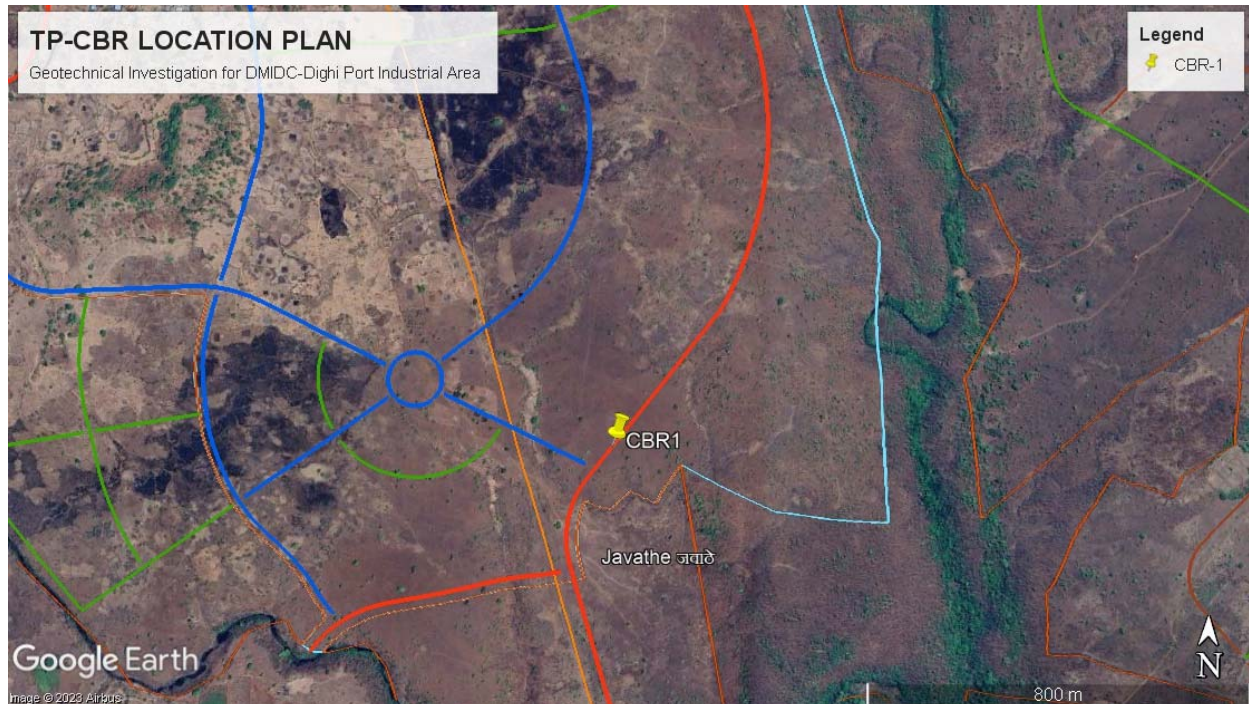 TP-CBR LOCATION PLAN
Geotechnical Investigation for DMIDC-Dighi Port Industrial Area
Legend
CBR-1
CBR1
Javathe जवाठे
Google Earth
Image © 2023 Airbus
800 m
N